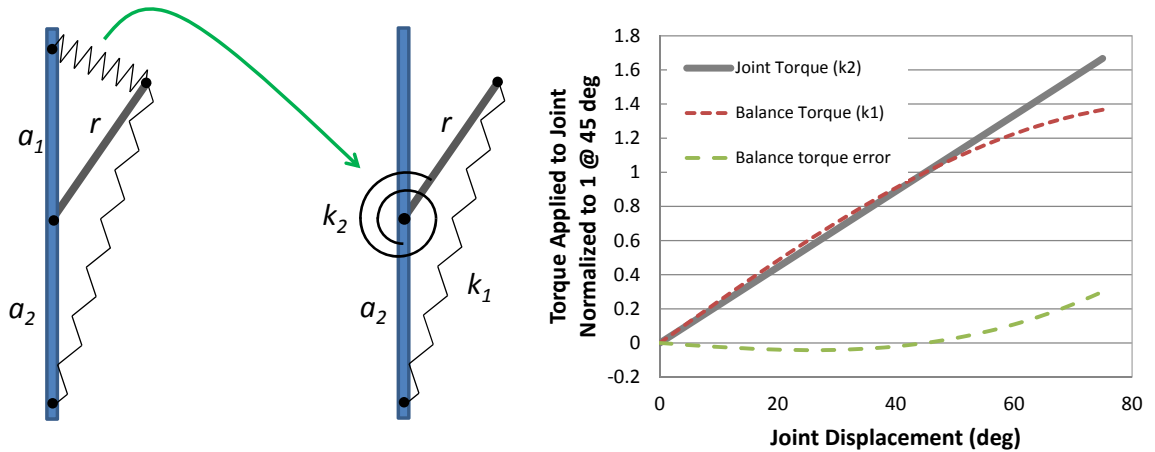 a1
r
a2
r
k2
k1
a2
Torque Applied to Joint
Normalized to 1 @ 45 deg
1.8
1.6
1.4
1.2
1
0.8
0.6
0.4
0.2
0
-0.2
Joint Torque (k2)
Balance Torque (k1)
Balance torque error
0 20 40 60 80
Joint Displacement (deg)